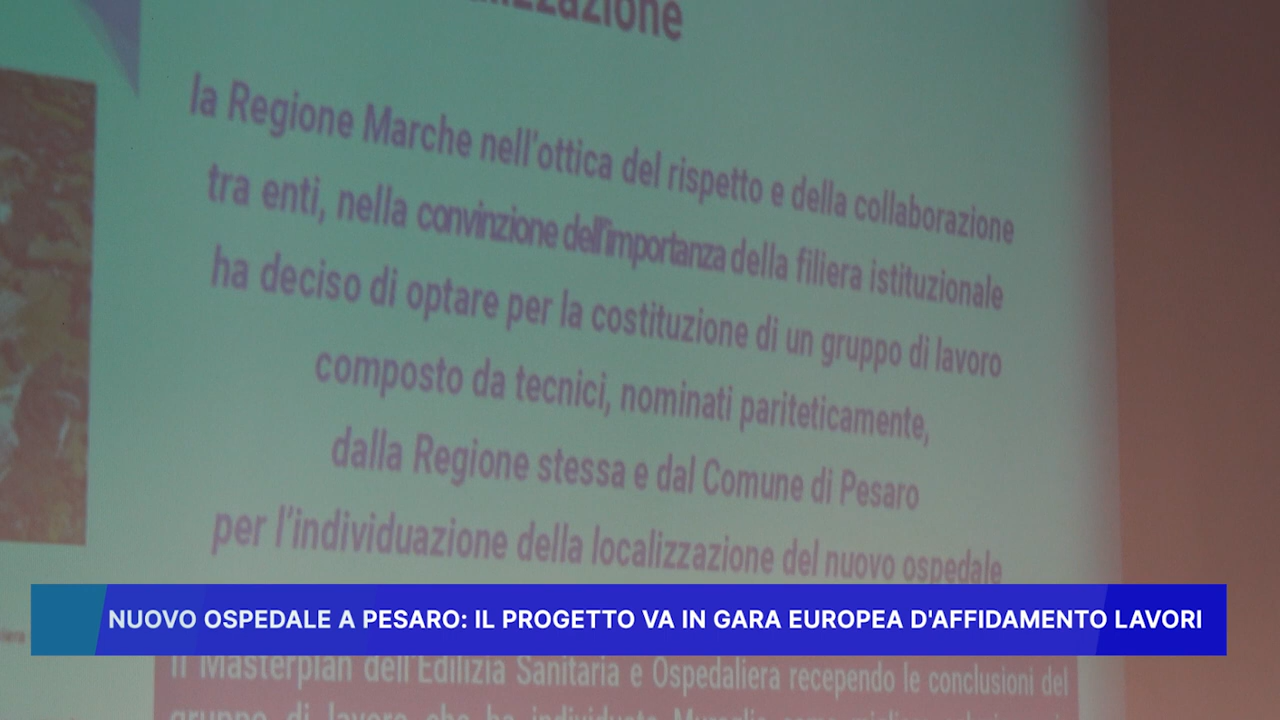 la Regione Marche nell'ottica del rispetto e della collaborazione
tra enti, nella convinzione dell'importanza della filiera istituzionale
ha deciso di optare per la costituzione di un gruppo di lavoro
composto da tecnici, nominati pariteticamente,
dalla Regione stessa e dal Comune di Pesaro
per l'individuazione della localizzazione del nuovo ospedale
NUOVO OSPEDALE A PESARO: IL PROGETTO VA IN GARA EUROPEA D'AFFIDAMENTO LAVORI
Il Masterplan dell'Edilizia Sanitaria e Ospedaliera recependo le conclusioni del